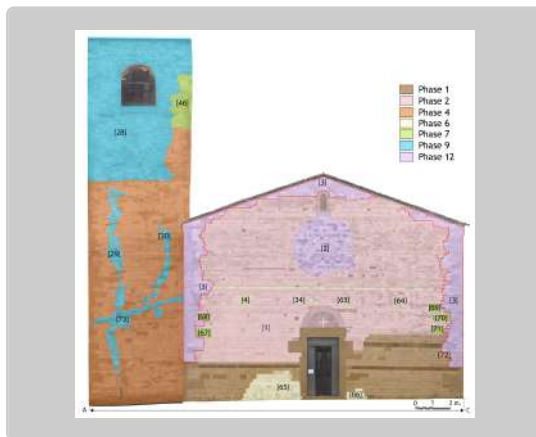 Phase 1
Phase 2
Phase 4
Phase 6
Phase 7
Phase 9
Phase 12
[46]
[28]
[3]
[30]
[2]
[29]
[3]
[4]
[34]
[63]
[64]
[69]
[3]
[68]
[70]
[73]
[67]
[1]
[71]
[72]
[65]
[66]
0 1 2 m.
A
C